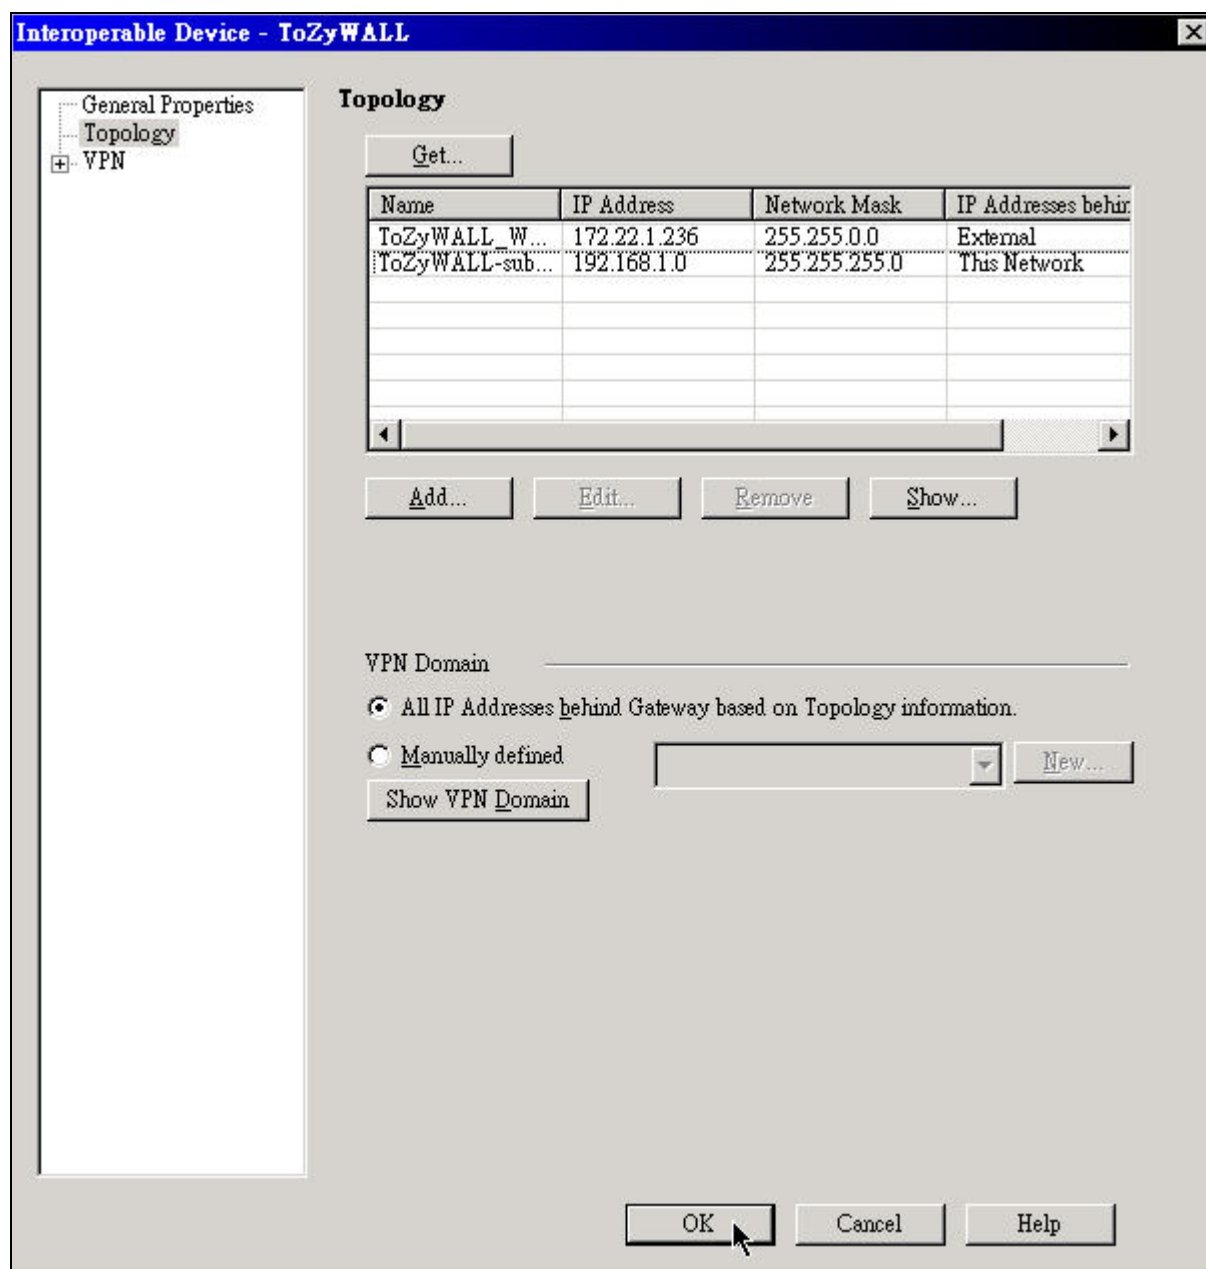 Interoperable Device - ToZyWALL
General Properties
Topology
VPN
Topology
Get...
Name IP Address Network Mask IP Addresses behin
ToZyWALL_W... 172.22.1.236 255.255.0.0 External
ToZyWALL-sub... 192.168.1.0 255.255.255.0 This Network
Add... Edit... Remove Show...
VPN Domain
All IP Addresses behind Gateway based on Topology information.
Manually defined New...
Show VPN Domain
OK Cancel Help